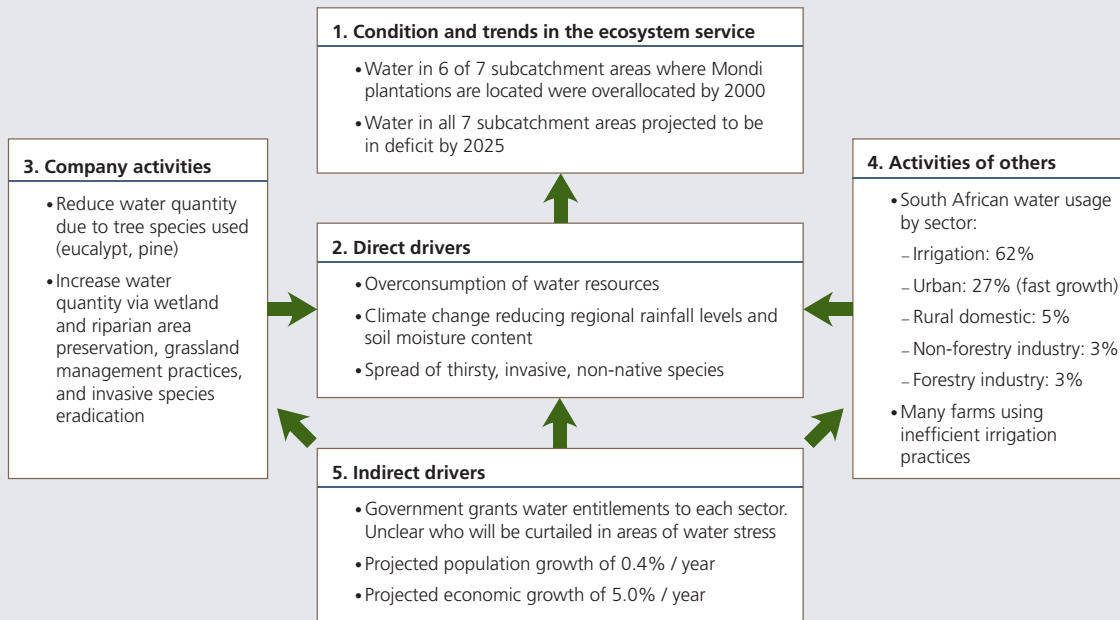 1. Condition and trends in the ecosystem service
• Water in 6 of 7 subcatchment areas where Mondi
plantations are located were overallocated by 2000
• Water in all 7 subcatchment areas projected to be
in deficit by 2025
2. Direct drivers
• Overconsumption of water resources
• Climate change reducing regional rainfall levels and
soil moisture content
• Spread of thirsty, invasive, non-native species
3. Company activities
• Reduce water quantity
due to tree species used
(eucalypt, pine)
• Increase water
quantity via wetland
and riparian area
preservation, grassland
management practices,
and invasive species
eradication
4. Activities of others
• South African water usage
by sector:
– Irrigation: 62%
– Urban: 27% (fast growth)
– Rural domestic: 5%
– Non-forestry industry: 3%
– Forestry industry: 3%
• Many farms using
inefficient irrigation
practices
5. Indirect drivers
• Government grants water entitlements to each sector.
Unclear who will be curtailed in areas of water stress
• Projected population growth of 0.4% / year
• Projected economic growth of 5.0% / year